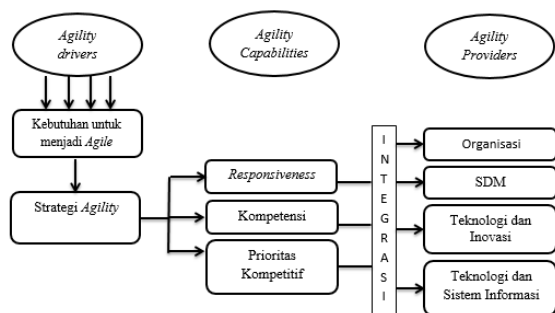 Agility
drivers
Agility
Capabilities
Agility
Providers
Kebutuhan untuk
menjadi Agile
Strategi Agility
Responsiveness
Kompetensi
Prioritas
Kompetitif
INTEGRASI
Organisasi
SDM
Teknologi dan
Inovasi
Teknologi dan
Sistem Informasi